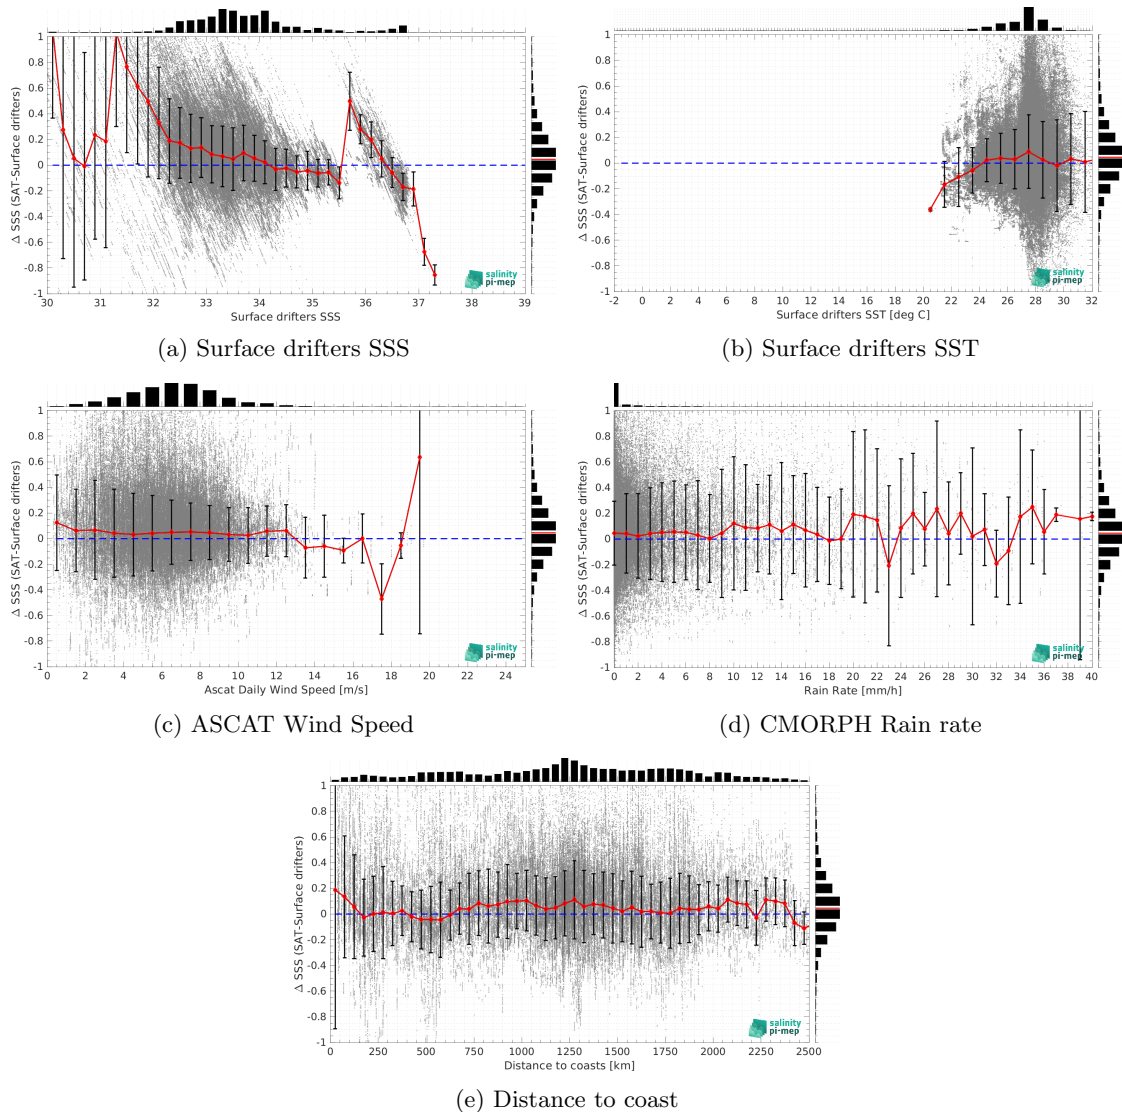 1
0.8
0.6
0.4
0.2
0
-0.2
-0.4
-0.6
-0.8
-1
Δ SSS (SAT-Surface drifters)
salinity
pi-mep
30 31 32 33 34 35 36 37 38 39
Surface drifters SSS
(a) Surface drifters SSS
1
0.8
0.6
0.4
0.2
0
-0.2
-0.4
-0.6
-0.8
-1
Δ SSS (SAT-Surface drifters)
salinity
pi-mep
-2 0 2 4 6 8 10 12 14 16 18 20 22 24 26 28 30 32
Surface drifters SST [deg C]
(b) Surface drifters SST
1
0.8
0.6
0.4
0.2
0
-0.2
-0.4
-0.6
-0.8
-1
Δ SSS (SAT-Surface drifters)
salinity
pi-mep
0 2 4 6 8 10 12 14 16 18 20 22 24
Ascat Daily Wind Speed [m/s]
(c) ASCAT Wind Speed
1
0.8
0.6
0.4
0.2
0
-0.2
-0.4
-0.6
-0.8
-1
Δ SSS (SAT-Surface drifters)
salinity
pi-mep
0 2 4 6 8 10 12 14 16 18 20 22 24 26 28 30 32 34 36 38 40
Rain Rate [mm/h]
(d) CMORPH Rain rate
1
0.8
0.6
0.4
0.2
0
-0.2
-0.4
-0.6
-0.8
-1
Δ SSS (SAT-Surface drifters)
salinity
pi-mep
0 250 500 750 1000 1250 1500 1750 2000 2250 2500
Distance to coasts [km]
(e) Distance to coast